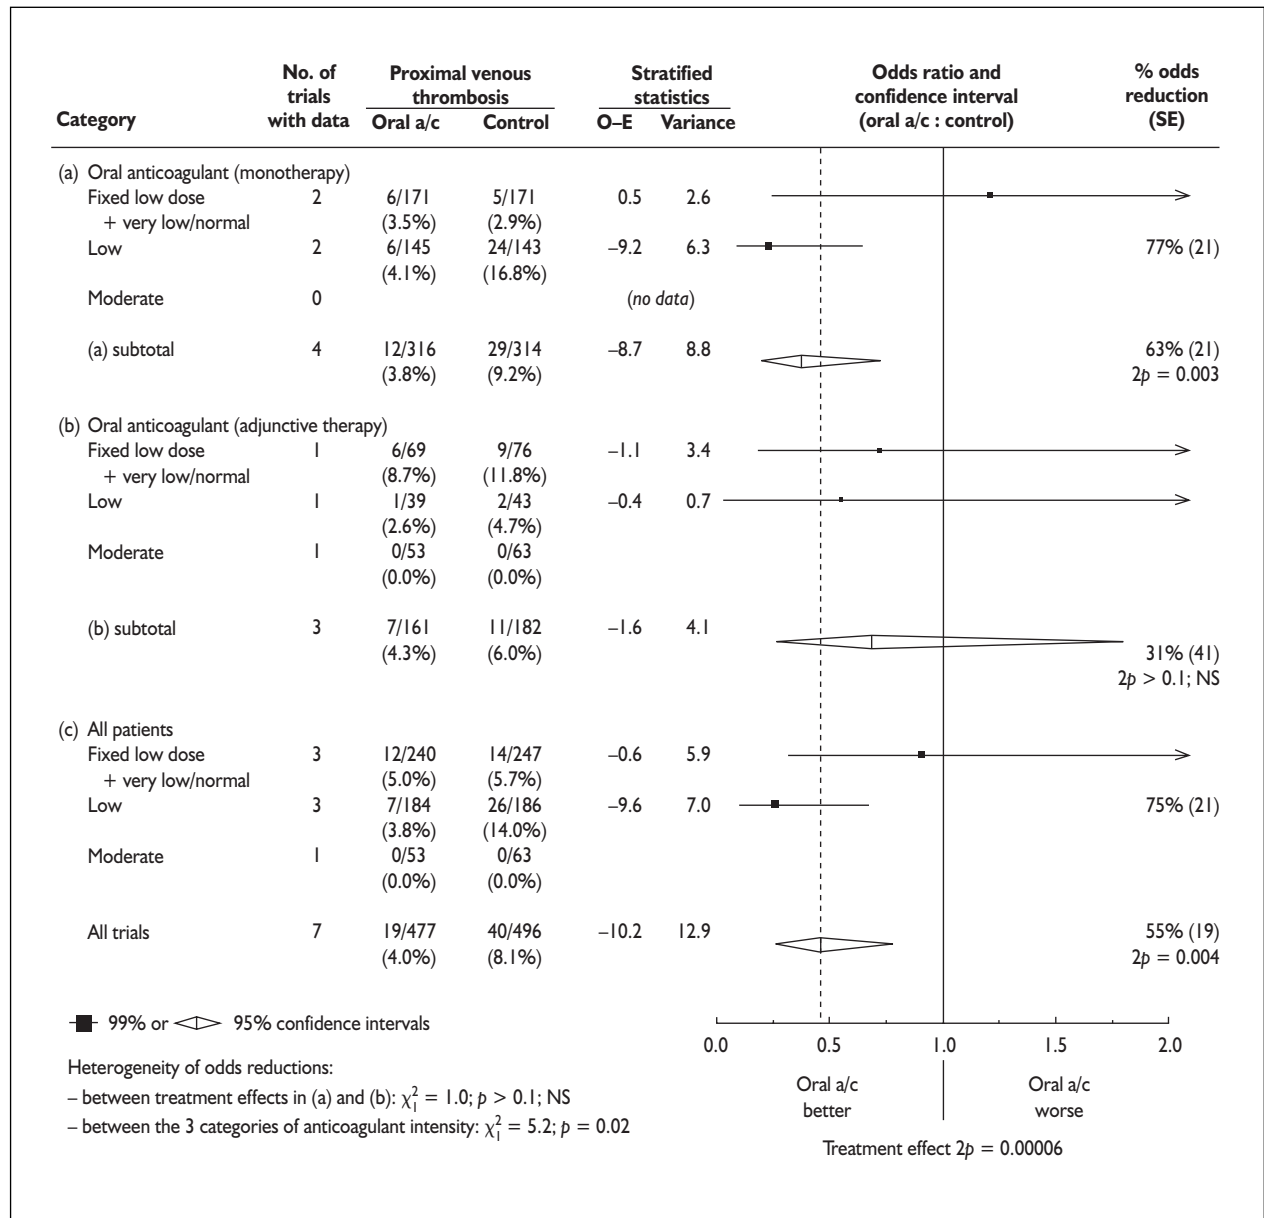 No. of trials with data
Proximal venous thrombosis
Stratified statistics
Odds ratio and confidence interval (oral a/c : control)
% odds reduction (SE)
Category Oral a/c Control O–E Variance
(a) Oral anticoagulant (monotherapy)
Fixed low dose 2 6/171 5/171 0.5 2.6
+ very low/normal (3.5%) (2.9%)
Low 2 6/145 24/143 –9.2 6.3 77% (21)
(4.1%) (16.8%)
Moderate 0 (no data)
(a) subtotal 4 12/316 29/314 –8.7 8.8 63% (21)
(3.8%) (9.2%) 2p = 0.003
(b) Oral anticoagulant (adjunctive therapy)
Fixed low dose 1 6/69 9/76 –1.1 3.4
+ very low/normal (8.7%) (11.8%)
Low 1 1/39 2/43 –0.4 0.7
(2.6%) (4.7%)
Moderate 1 0/53 0/63
(0.0%) (0.0%)
(b) subtotal 3 7/161 11/182 –1.6 4.1
(4.3%) (6.0%) 31% (41)
2p > 0.1; NS
(c) All patients
Fixed low dose 3 12/240 14/247 –0.6 5.9
+ very low/normal (5.0%) (5.7%)
Low 3 7/184 26/186 –9.6 7.0 75% (21)
(3.8%) (14.0%)
Moderate 1 0/53 0/63
(0.0%) (0.0%)
All trials 7 19/477 40/496 –10.2 12.9 55% (19)
(4.0%) (8.1%) 2p = 0.004
99% or 95% confidence intervals
0.0 0.5 1.0 1.5 2.0
Heterogeneity of odds reductions:
– between treatment effects in (a) and (b): χ²₁ = 1.0; p > 0.1; NS
– between the 3 categories of anticoagulant intensity: χ²₁ = 5.2; p = 0.02
Oral a/c better
Oral a/c worse
Treatment effect 2p = 0.00006